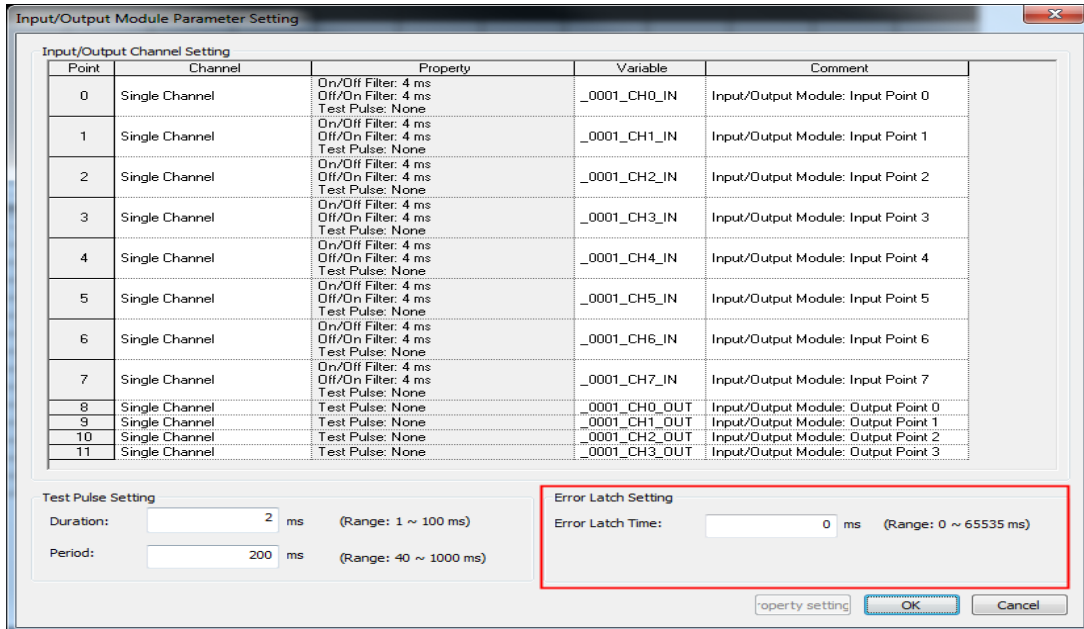 Input/Output Module Parameter Setting
Input/Output Channel Setting
Point Channel Property Variable Comment
On/Off Filter: 4 ms
0 Single Channel Off/On Filter: 4 ms _0001_CH0_IN Input/Output Module: Input Point 0
Test Pulse: None
On/Off Filter: 4 ms
1 Single Channel Off/On Filter: 4 ms _0001_CH1_IN Input/Output Module: Input Point 1
Test Pulse: None
On/Off Filter: 4 ms
2 Single Channel Off/On Filter: 4 ms _0001_CH2_IN Input/Output Module: Input Point 2
Test Pulse: None
On/Off Filter: 4 ms
3 Single Channel Off/On Filter: 4 ms _0001_CH3_IN Input/Output Module: Input Point 3
Test Pulse: None
On/Off Filter: 4 ms
4 Single Channel Off/On Filter: 4 ms _0001_CH4_IN Input/Output Module: Input Point 4
Test Pulse: None
On/Off Filter: 4 ms
5 Single Channel Off/On Filter: 4 ms _0001_CH5_IN Input/Output Module: Input Point 5
Test Pulse: None
On/Off Filter: 4 ms
6 Single Channel Off/On Filter: 4 ms _0001_CH6_IN Input/Output Module: Input Point 6
Test Pulse: None
On/Off Filter: 4 ms
7 Single Channel Off/On Filter: 4 ms _0001_CH7_IN Input/Output Module: Input Point 7
Test Pulse: None
8 Single Channel Test Pulse: None _0001_CH0_OUT Input/Output Module: Output Point 0
9 Single Channel Test Pulse: None _0001_CH1_OUT Input/Output Module: Output Point 1
10 Single Channel Test Pulse: None _0001_CH2_OUT Input/Output Module: Output Point 2
11 Single Channel Test Pulse: None _0001_CH3_OUT Input/Output Module: Output Point 3
Test Pulse Setting
Duration: 2 ms (Range: 1 ~ 100 ms)
Period: 200 ms (Range: 40 ~ 1000 ms)
Error Latch Setting
Error Latch Time: 0 ms (Range: 0 ~ 65535 ms)
roperty setting OK Cancel